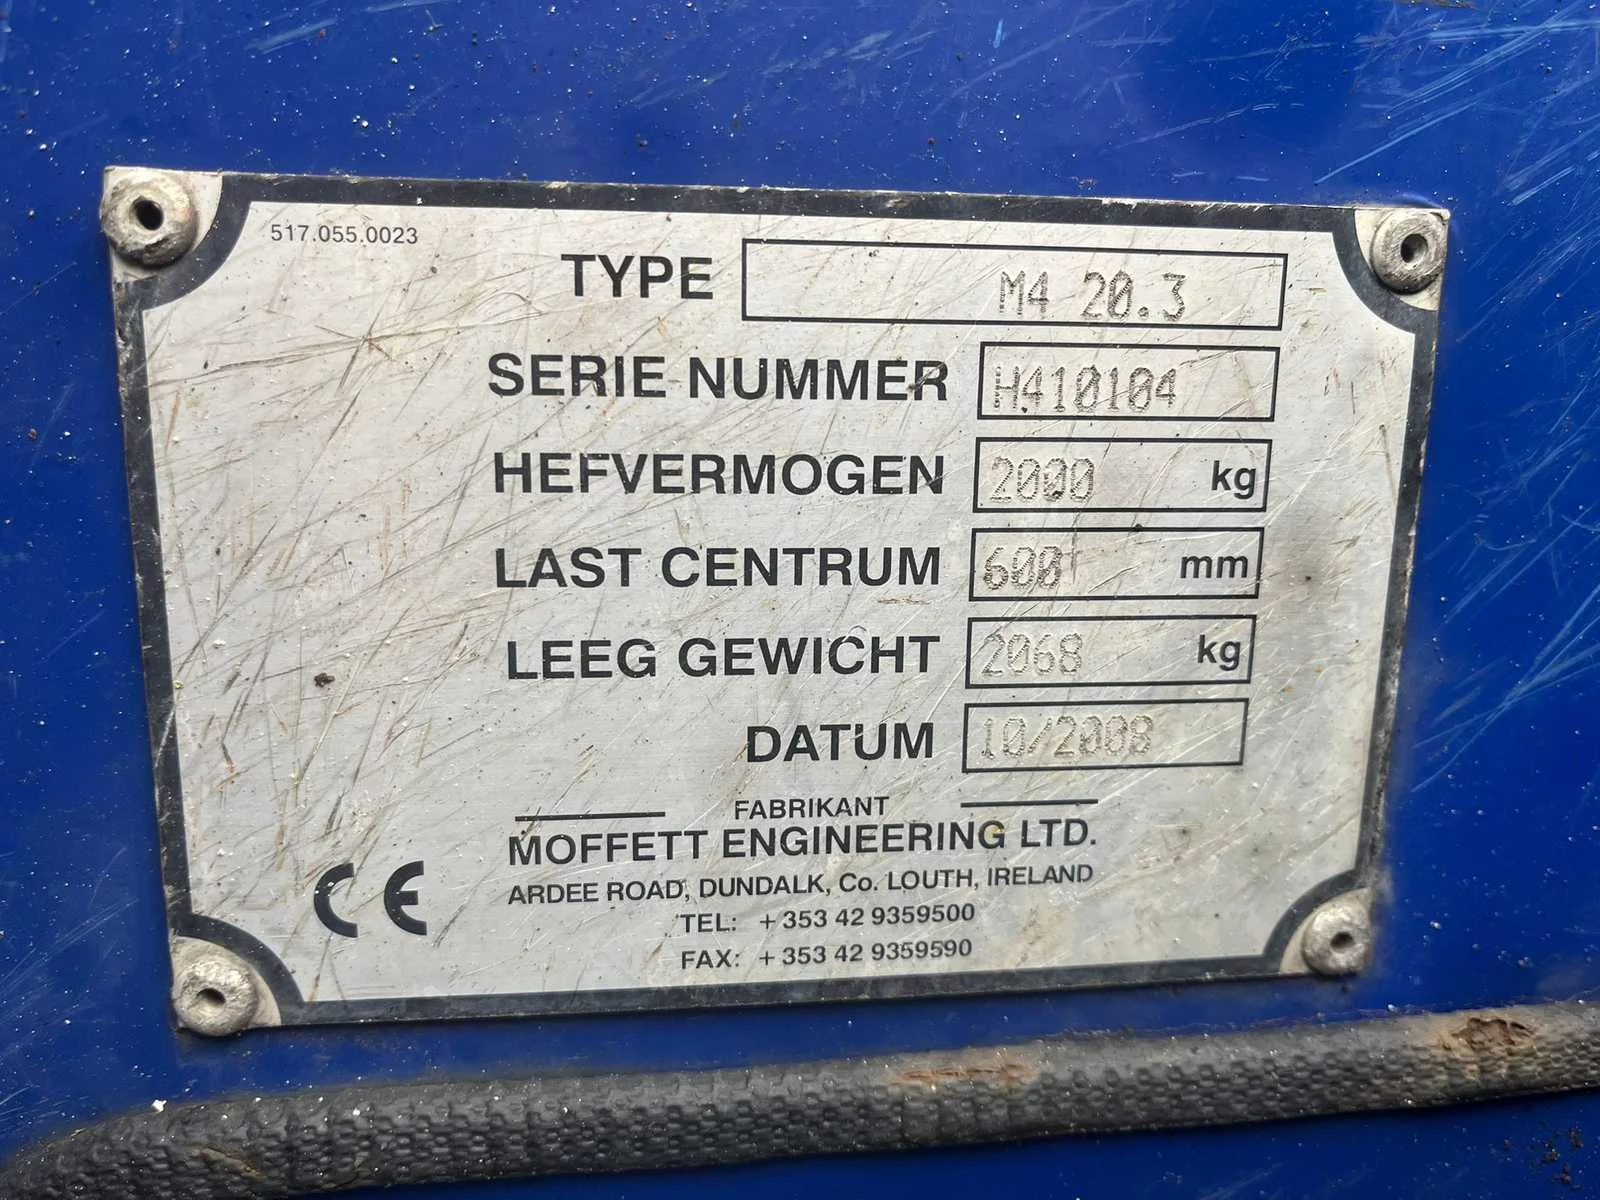 517.055.0023
TYPE M4 20.3
SERIE NUMMER H410104
HEFVERMOGEN 2000 kg
LAST CENTRUM 600 mm
LEEG GEWICHT 2068 kg
DATUM 10/2008
FABRIKANT
MOFFETT ENGINEERING LTD.
ARDEE ROAD, DUNDALK, Co. LOUTH, IRELAND
TEL: +353 42 9359500
FAX: +353 42 9359590
CE